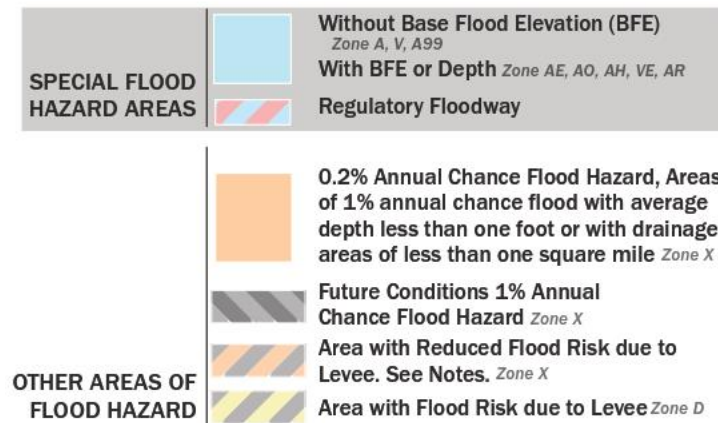 Without Base Flood Elevation (BFE)
Zone A, V, A99
With BFE or Depth Zone AE, AO, AH, VE, AR
SPECIAL FLOOD
HAZARD AREAS
Regulatory Floodway
0.2% Annual Chance Flood Hazard, Areas
of 1% annual chance flood with average
depth less than one foot or with drainage
areas of less than one square mile Zone X
Future Conditions 1% Annual
Chance Flood Hazard Zone X
Area with Reduced Flood Risk due to
Levee. See Notes. Zone X
OTHER AREAS OF
FLOOD HAZARD
Area with Flood Risk due to Levee Zone D